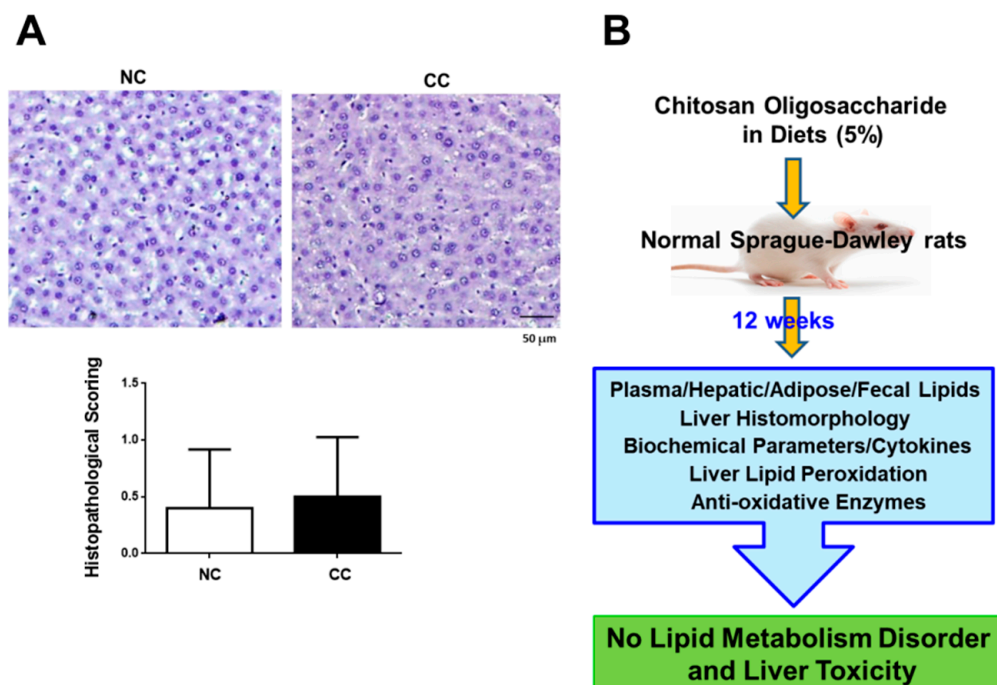 A
NC
CC
50 μm
Histopathological Scoring
1.5
1.0
0.5
0.0
NC
CC
B
Chitosan Oligosaccharide
in Diets (5%)
Normal Sprague-Dawley rats
12 weeks
Plasma/Hepatic/Adipose/Fecal Lipids
Liver Histomorphology
Biochemical Parameters/Cytokines
Liver Lipid Peroxidation
Anti-oxidative Enzymes
No Lipid Metabolism Disorder
and Liver Toxicity